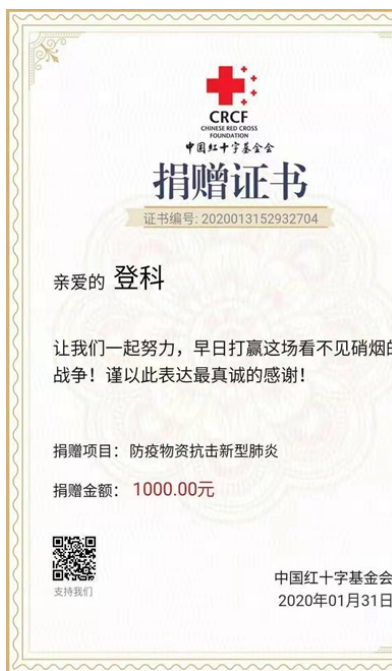 CRCF
CHINESE RED CROSS
FOUNDATION
中国红十字基金会
捐赠证书
证书编号: 2020013152932704
亲爱的 登科
让我们一起努力，早日打赢这场看不见硝烟的
战争！谨以此表达最真诚的感谢！
捐赠项目： 防疫物资抗击新型肺炎
捐赠金额： 1000.00元
支持我们
中国红十字基金会
2020年01月31日